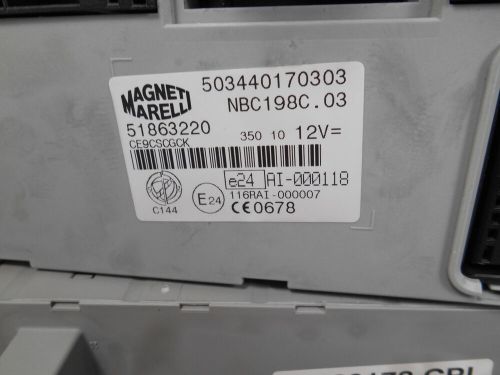 MAGNETI
MARELLI
503440170303
NBC198C.03
51863220
350 10 12V=
CE9CSCGCK
e24 AI-000118
116RAI-000007
C144
E24
CE0678